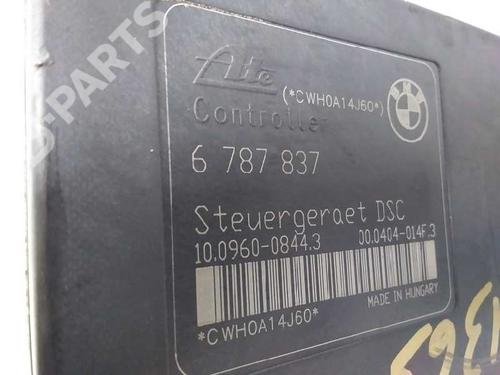 Ate
(*CWH0A14J60*)
BMW
Controller
6 787 837
Steuergeraet DSC
10.0960-0844.3 00.0404-014F.3
MADE IN HUNGARY
*CWH0A14J60*